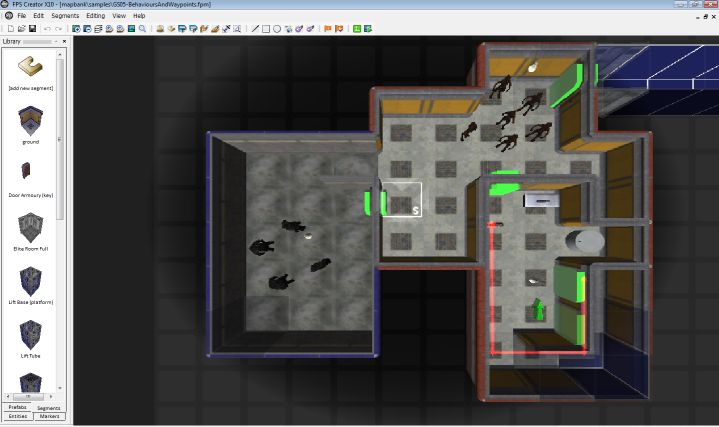 FPS Creator X10 - [mapbank\samples\GS05-BehavioursAndWaypoints.fpm]
File Edit Segments Editing View Help
Library
[add new segment]
ground
Door Armoury (key)
Elite Room Full
Lift Base (platform)
Lift Tube
Prefabs Segments
Entities Markers
S